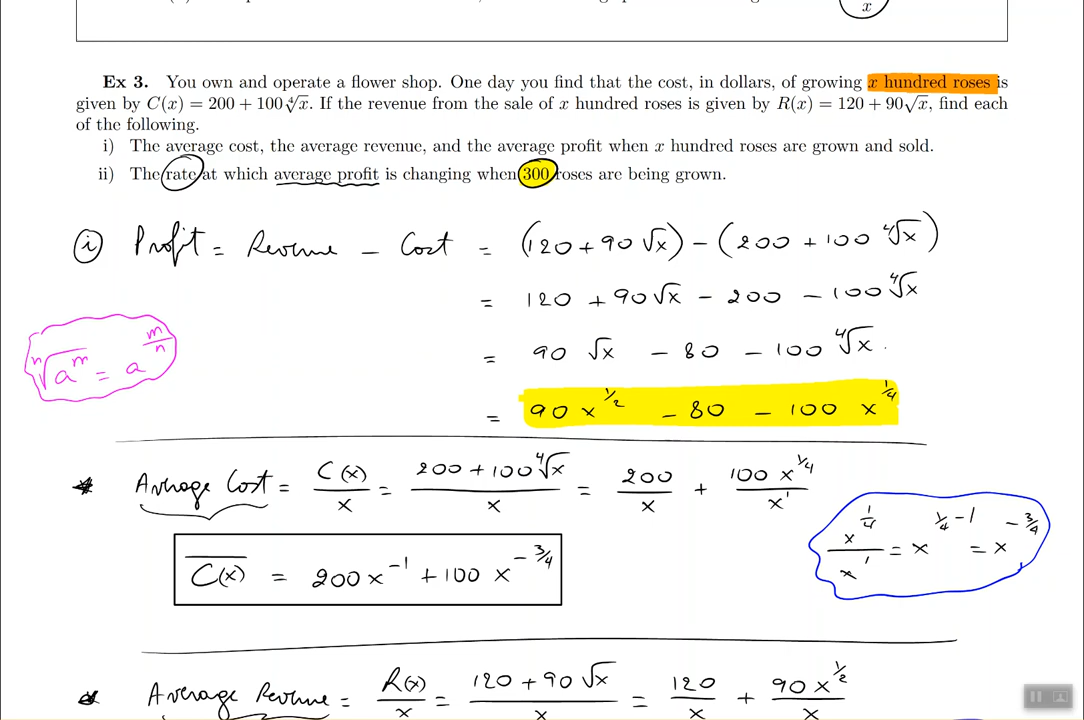 x
Ex 3. You own and operate a flower shop. One day you find that the cost, in dollars, of growing x hundred roses is
given by C(x) = 200 + 100∜x. If the revenue from the sale of x hundred roses is given by R(x) = 120 + 90√x, find each
of the following.
i) The average cost, the average revenue, and the average profit when x hundred roses are grown and sold.
ii) The rate at which average profit is changing when 300 roses are being grown.
i Profit = Revenue − Cost = (120 + 90√x) − (200 + 100∜x)
= 120 + 90√x − 200 − 100∜x
= 90√x − 80 − 100∜x.
ⁿ√a^m = a^(m/n)
= 90x^(1/2) − 80 − 100x^(1/4)
* Average Cost = C(x)/x = (200 + 100∜x)/x = 200/x + 100x^(1/4)/x^1
x^(1/4)/x^1 = x^(1/4 − 1) = x^(−3/4)
C̅(x) = 200x^(−1) + 100x^(−3/4)
* Average Revenue = R(x)/x = (120 + 90√x)/x = 120/x + 90x^(1/2)/x